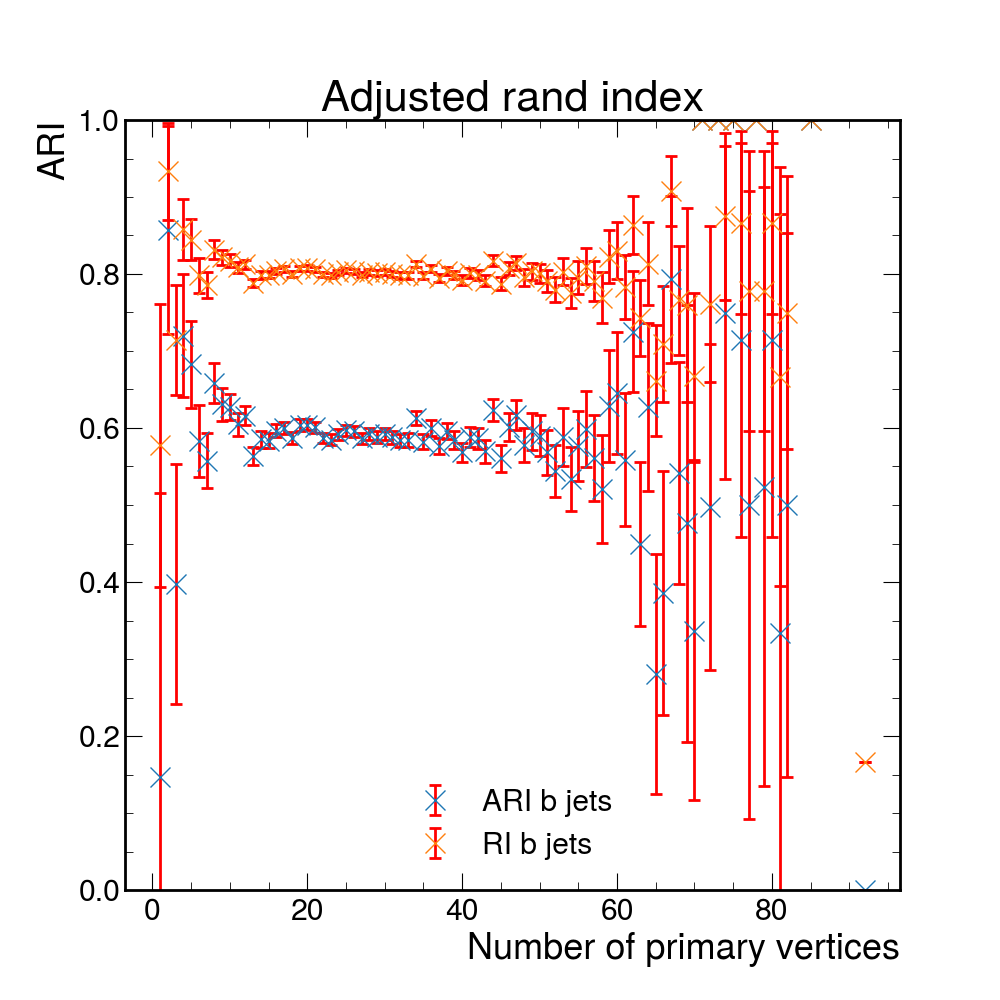 Adjusted rand index
ARI
1.0
0.8
0.6
0.4
0.2
0.0
ARI b jets
RI b jets
0 20 40 60 80
Number of primary vertices